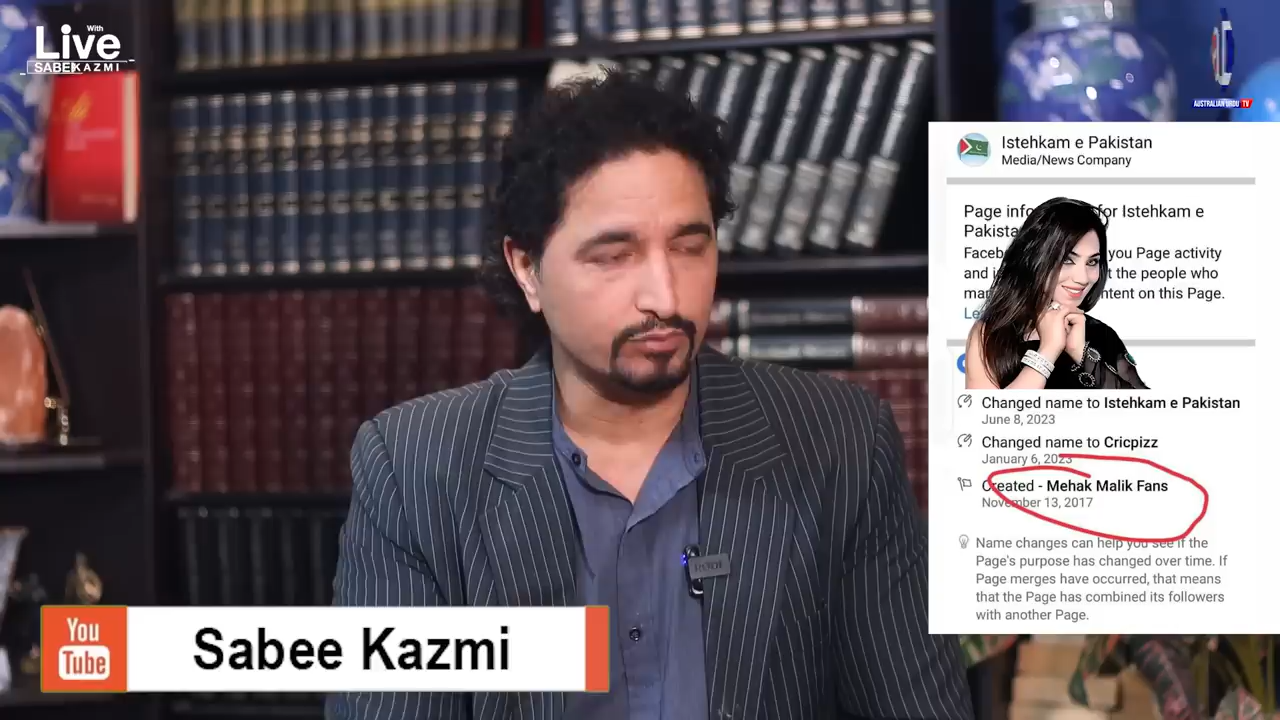 With
Live
SABEE KAZMI
AUSTRALIAN URDU TV
Istehkam e Pakistan
Media/News Company
Page info for Istehkam e
Pakista
Faceb you Page activity
and i t the people who
man ntent on this Page.
Le
Changed name to Istehkam e Pakistan
June 8, 2023
Changed name to Cricpizz
January 6, 2023
Created - Mehak Malik Fans
November 13, 2017
Name changes can help you see if the
Page's purpose has changed over time. If
Page merges have occurred, that means
that the Page has combined its followers
with another Page.
RODE
You
Tube
Sabee Kazmi